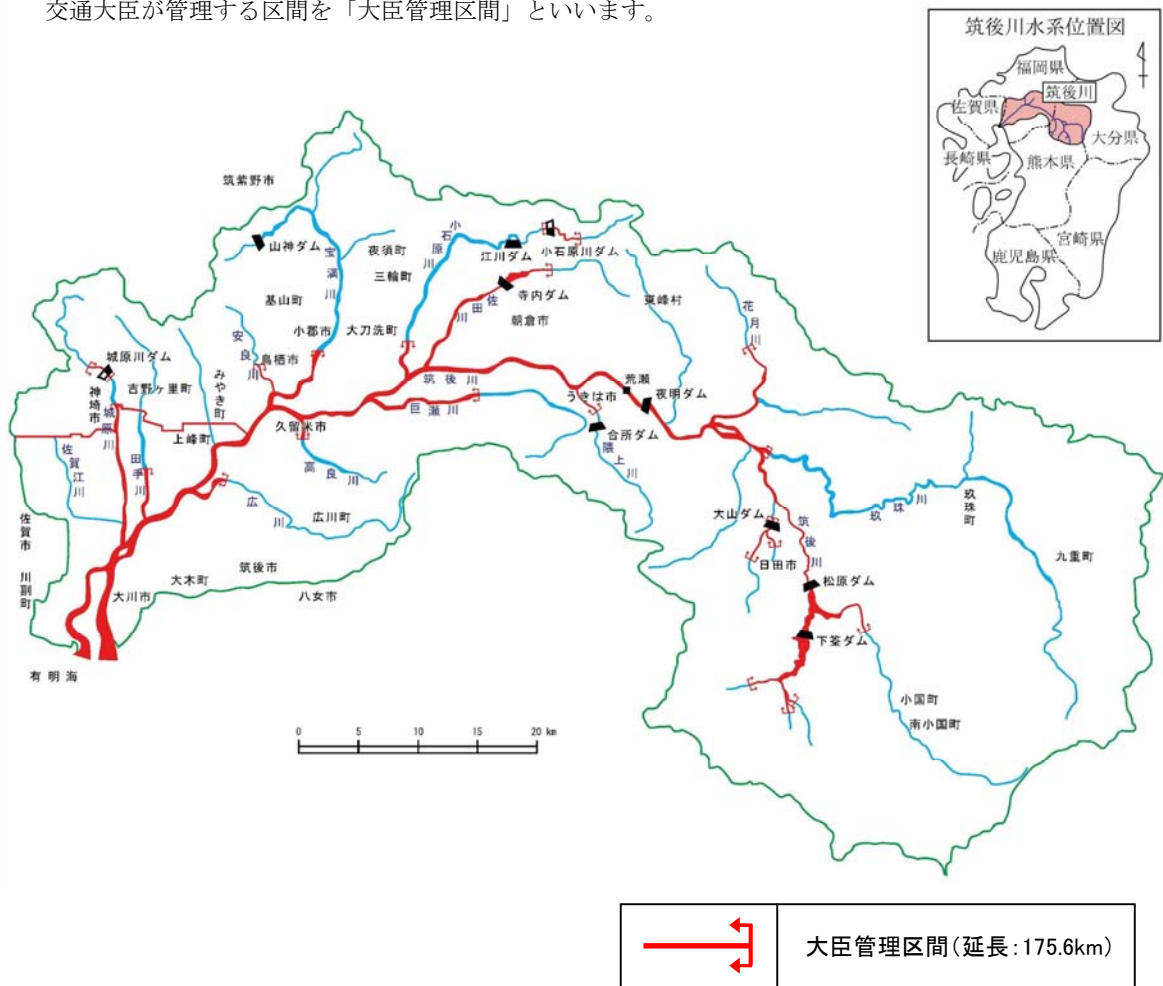 交通大臣が管理する区間を「大臣管理区間」といいます。
筑後川水系位置図
福岡県
筑後川
佐賀県
大分県
長崎県
熊本県
宮崎県
鹿児島県
筑紫野市
山神ダム
宝満川
夜須町
三輪町
小石原川
江川ダム
小石原川ダム
基山町
寺内ダム
佐田川
朝倉市
東峰村
花月川
小郡市
大刀洗町
安良川
鳥栖市
城原川ダム
吉野ヶ里町
みやき町
神埼市
城原川
筑後川
荒瀬
うきは市
夜明ダム
巨瀬川
久留米市
合所ダム
隈上川
上峰町
佐賀江川
田手川
高良川
広川
広川町
玖珠川
玖珠町
九重町
大山ダム
筑後川
日田市
松原ダム
下筌ダム
佐賀市
川副町
大川市
大木町
筑後市
八女市
有明海
小国町
南小国町
0 5 10 15 20 km
大臣管理区間(延長:175.6km)